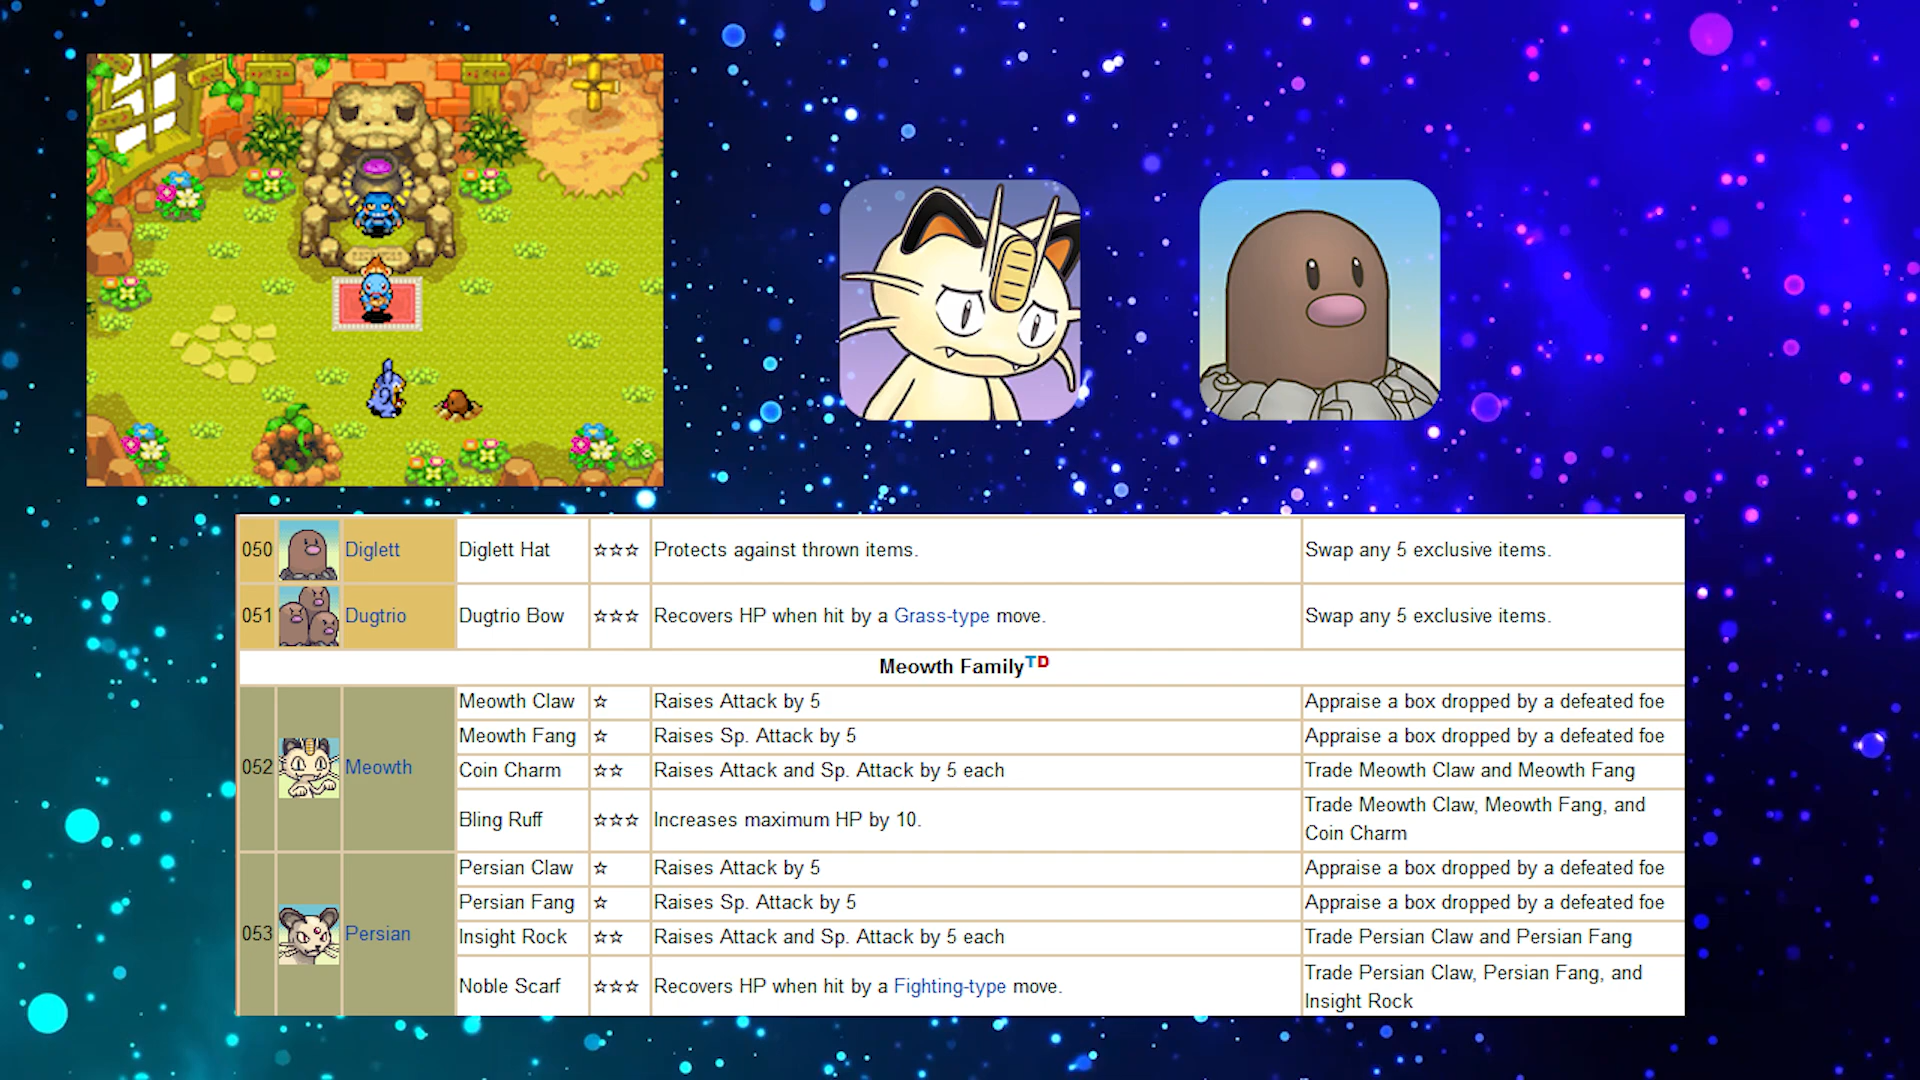 050 Diglett Diglett Hat ☆☆☆ Protects against thrown items. Swap any 5 exclusive items.
051 Dugtrio Dugtrio Bow ☆☆☆ Recovers HP when hit by a Grass-type move. Swap any 5 exclusive items.
Meowth FamilyTD
Meowth Claw ☆ Raises Attack by 5 Appraise a box dropped by a defeated foe
Meowth Fang ☆ Raises Sp. Attack by 5 Appraise a box dropped by a defeated foe
052 Meowth
Coin Charm ☆☆ Raises Attack and Sp. Attack by 5 each Trade Meowth Claw and Meowth Fang
Bling Ruff ☆☆☆ Increases maximum HP by 10. Trade Meowth Claw, Meowth Fang, and
Coin Charm
Persian Claw ☆ Raises Attack by 5 Appraise a box dropped by a defeated foe
Persian Fang ☆ Raises Sp. Attack by 5 Appraise a box dropped by a defeated foe
053 Persian
Insight Rock ☆☆ Raises Attack and Sp. Attack by 5 each Trade Persian Claw and Persian Fang
Noble Scarf ☆☆☆ Recovers HP when hit by a Fighting-type move. Trade Persian Claw, Persian Fang, and
Insight Rock